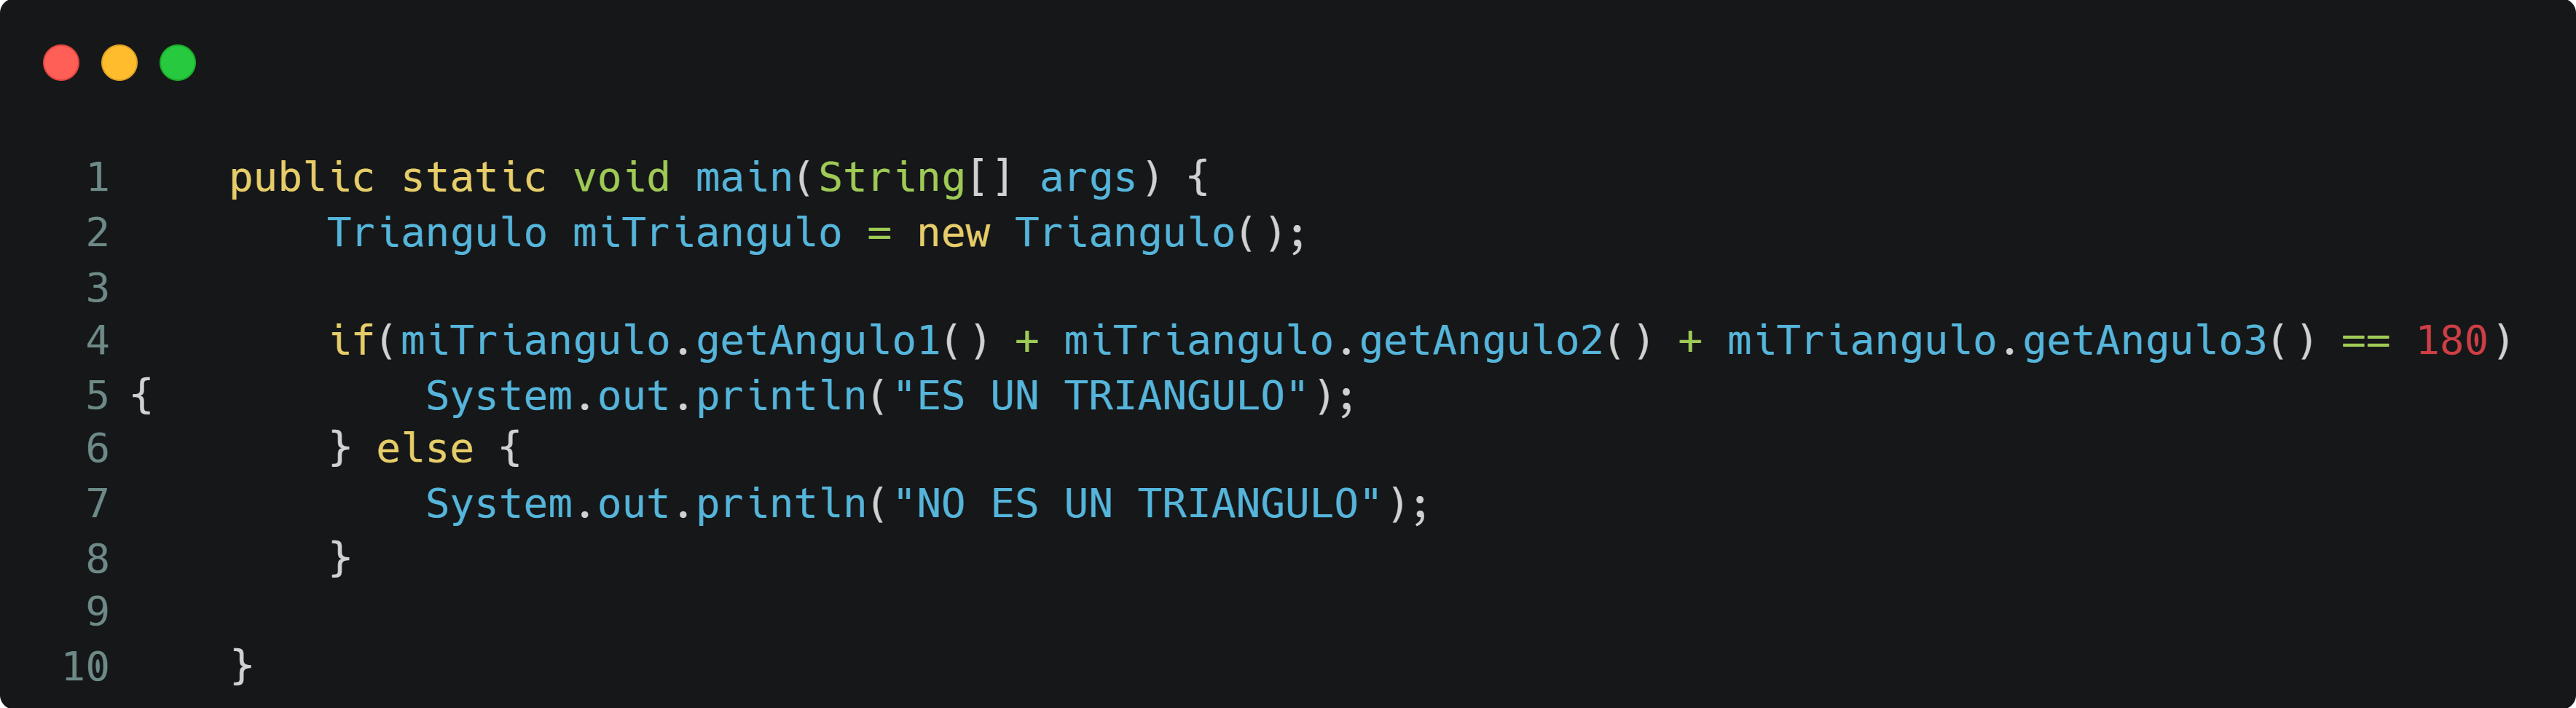 1     public static void main(String[] args) {
2         Triangulo miTriangulo = new Triangulo();
3
4         if(miTriangulo.getAngulo1() + miTriangulo.getAngulo2() + miTriangulo.getAngulo3() == 180)
5 {           System.out.println("ES UN TRIANGULO");
6         } else {
7             System.out.println("NO ES UN TRIANGULO");
8         }
9
10     }